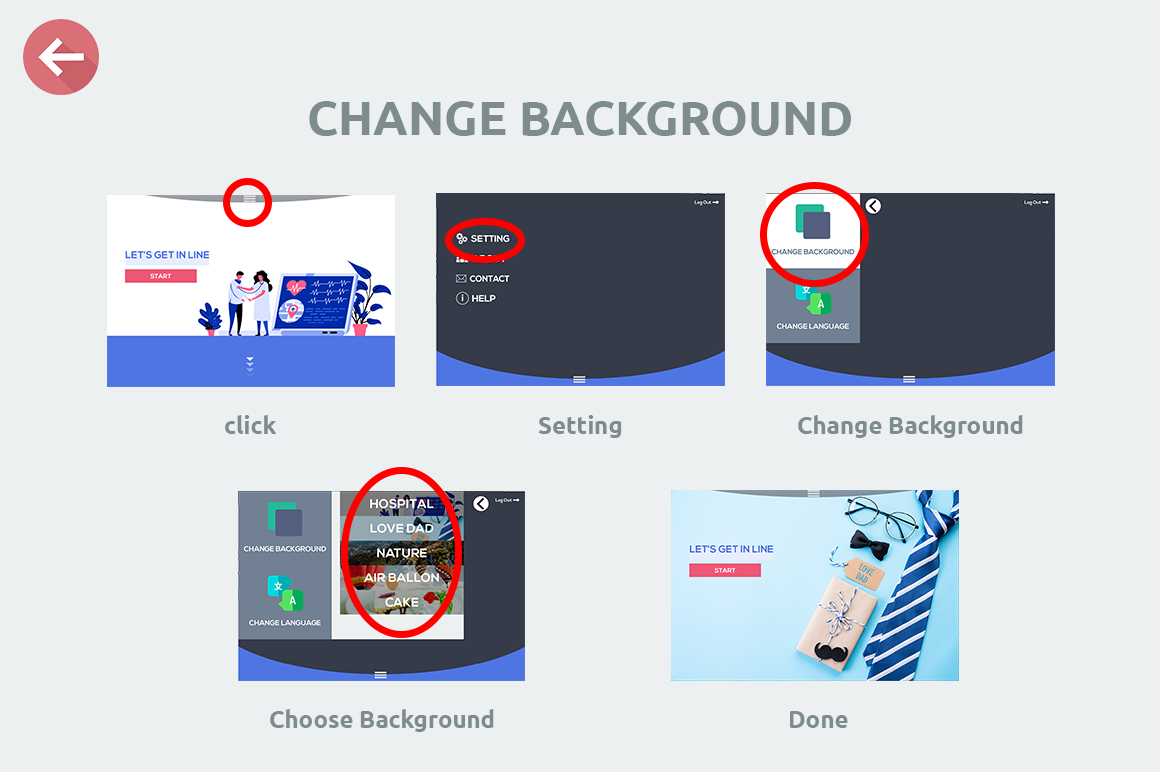 CHANGE BACKGROUND
LET'S GET IN LINE
START
click
Log Out
SETTING
CONTACT
HELP
Setting
Log Out
CHANGE BACKGROUND
CHANGE LANGUAGE
Change Background
Log Out
HOSPITAL
LOVE DAD
NATURE
AIR BALLON
CAKE
CHANGE BACKGROUND
CHANGE LANGUAGE
Choose Background
LET'S GET IN LINE
START
LOVE
DAD
Done